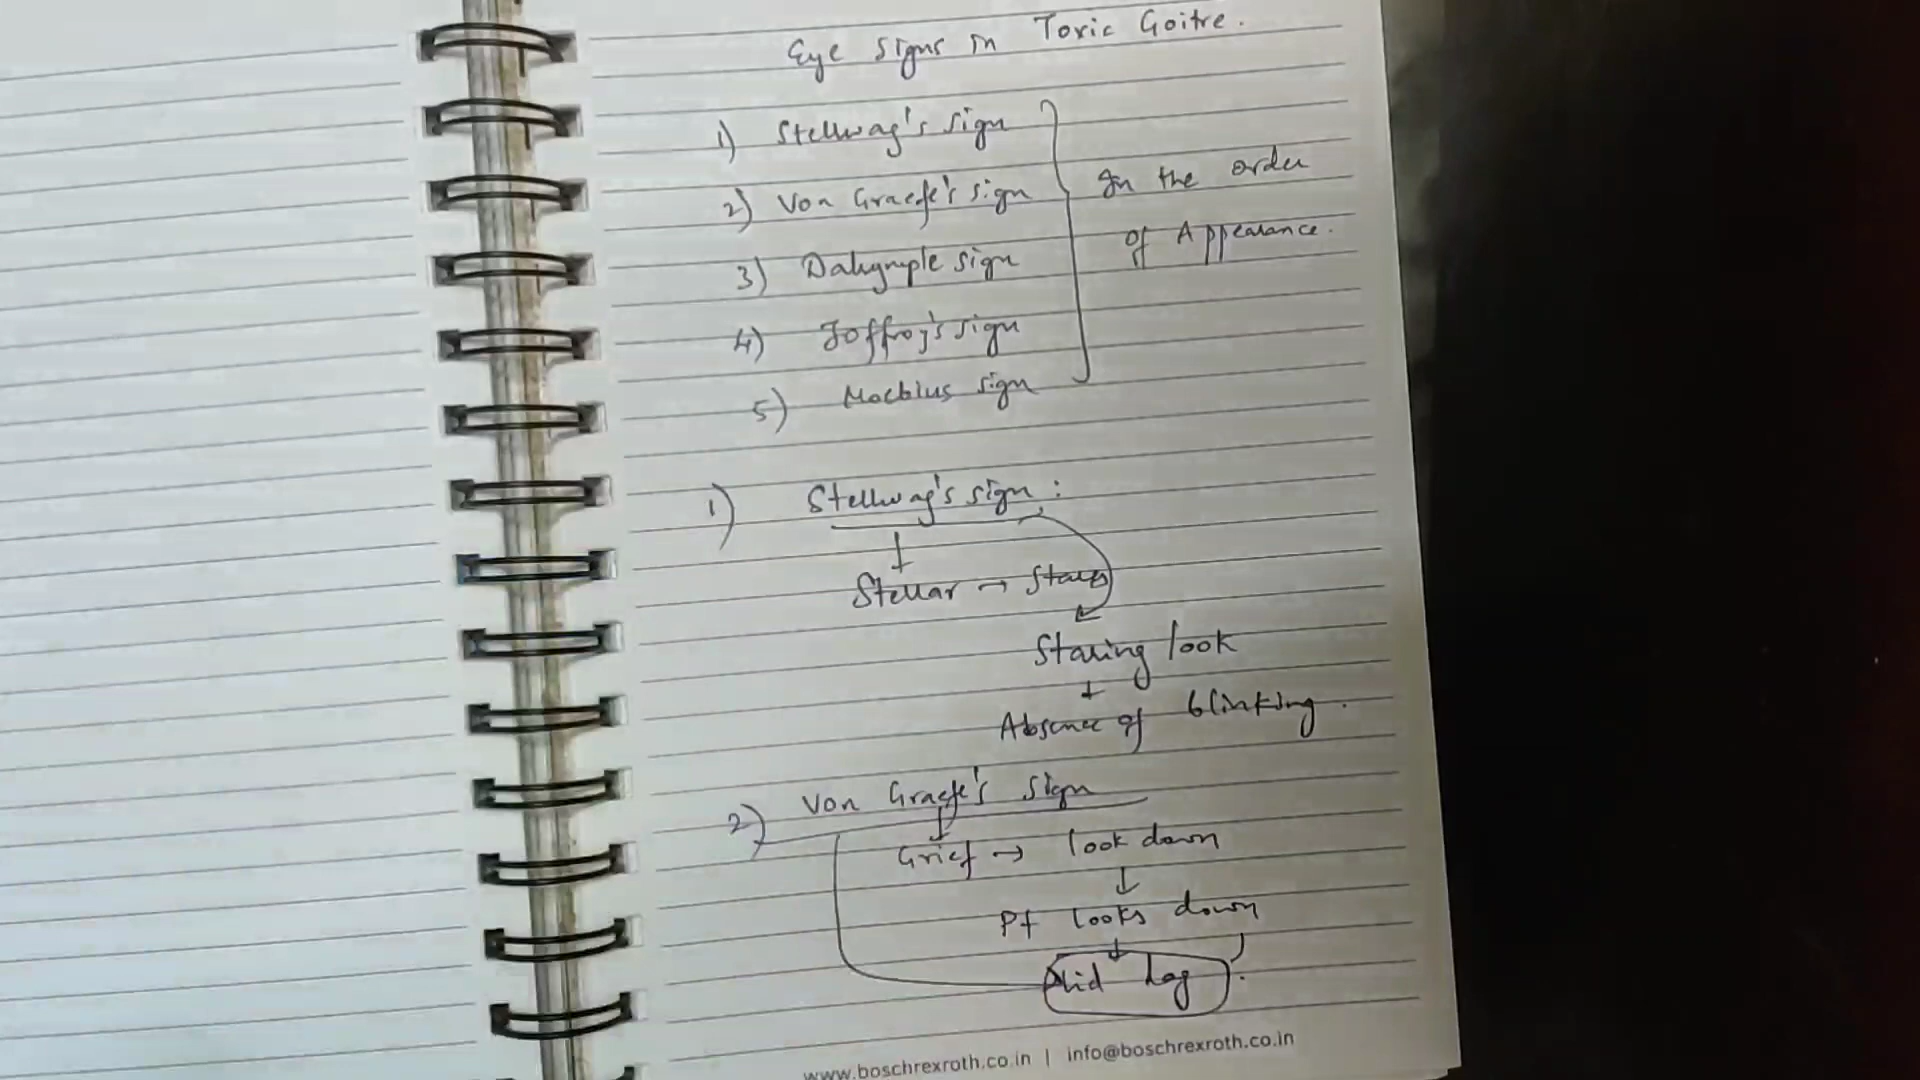 Eye signs in Toxic Goitre.
1) Stellwag's sign
2) Von Graefe's sign
3) Dalrymple sign
4) Joffroy's sign
5) Moebius sign
In the order
of Appearance.
1) Stellwag's sign :
Stellar → Stares
Staring look
Absence of blinking.
2) Von Graefe's sign
Grief → look down
Pt looks down
Lid Lag.
www.boschrexroth.co.in | info@boschrexroth.co.in